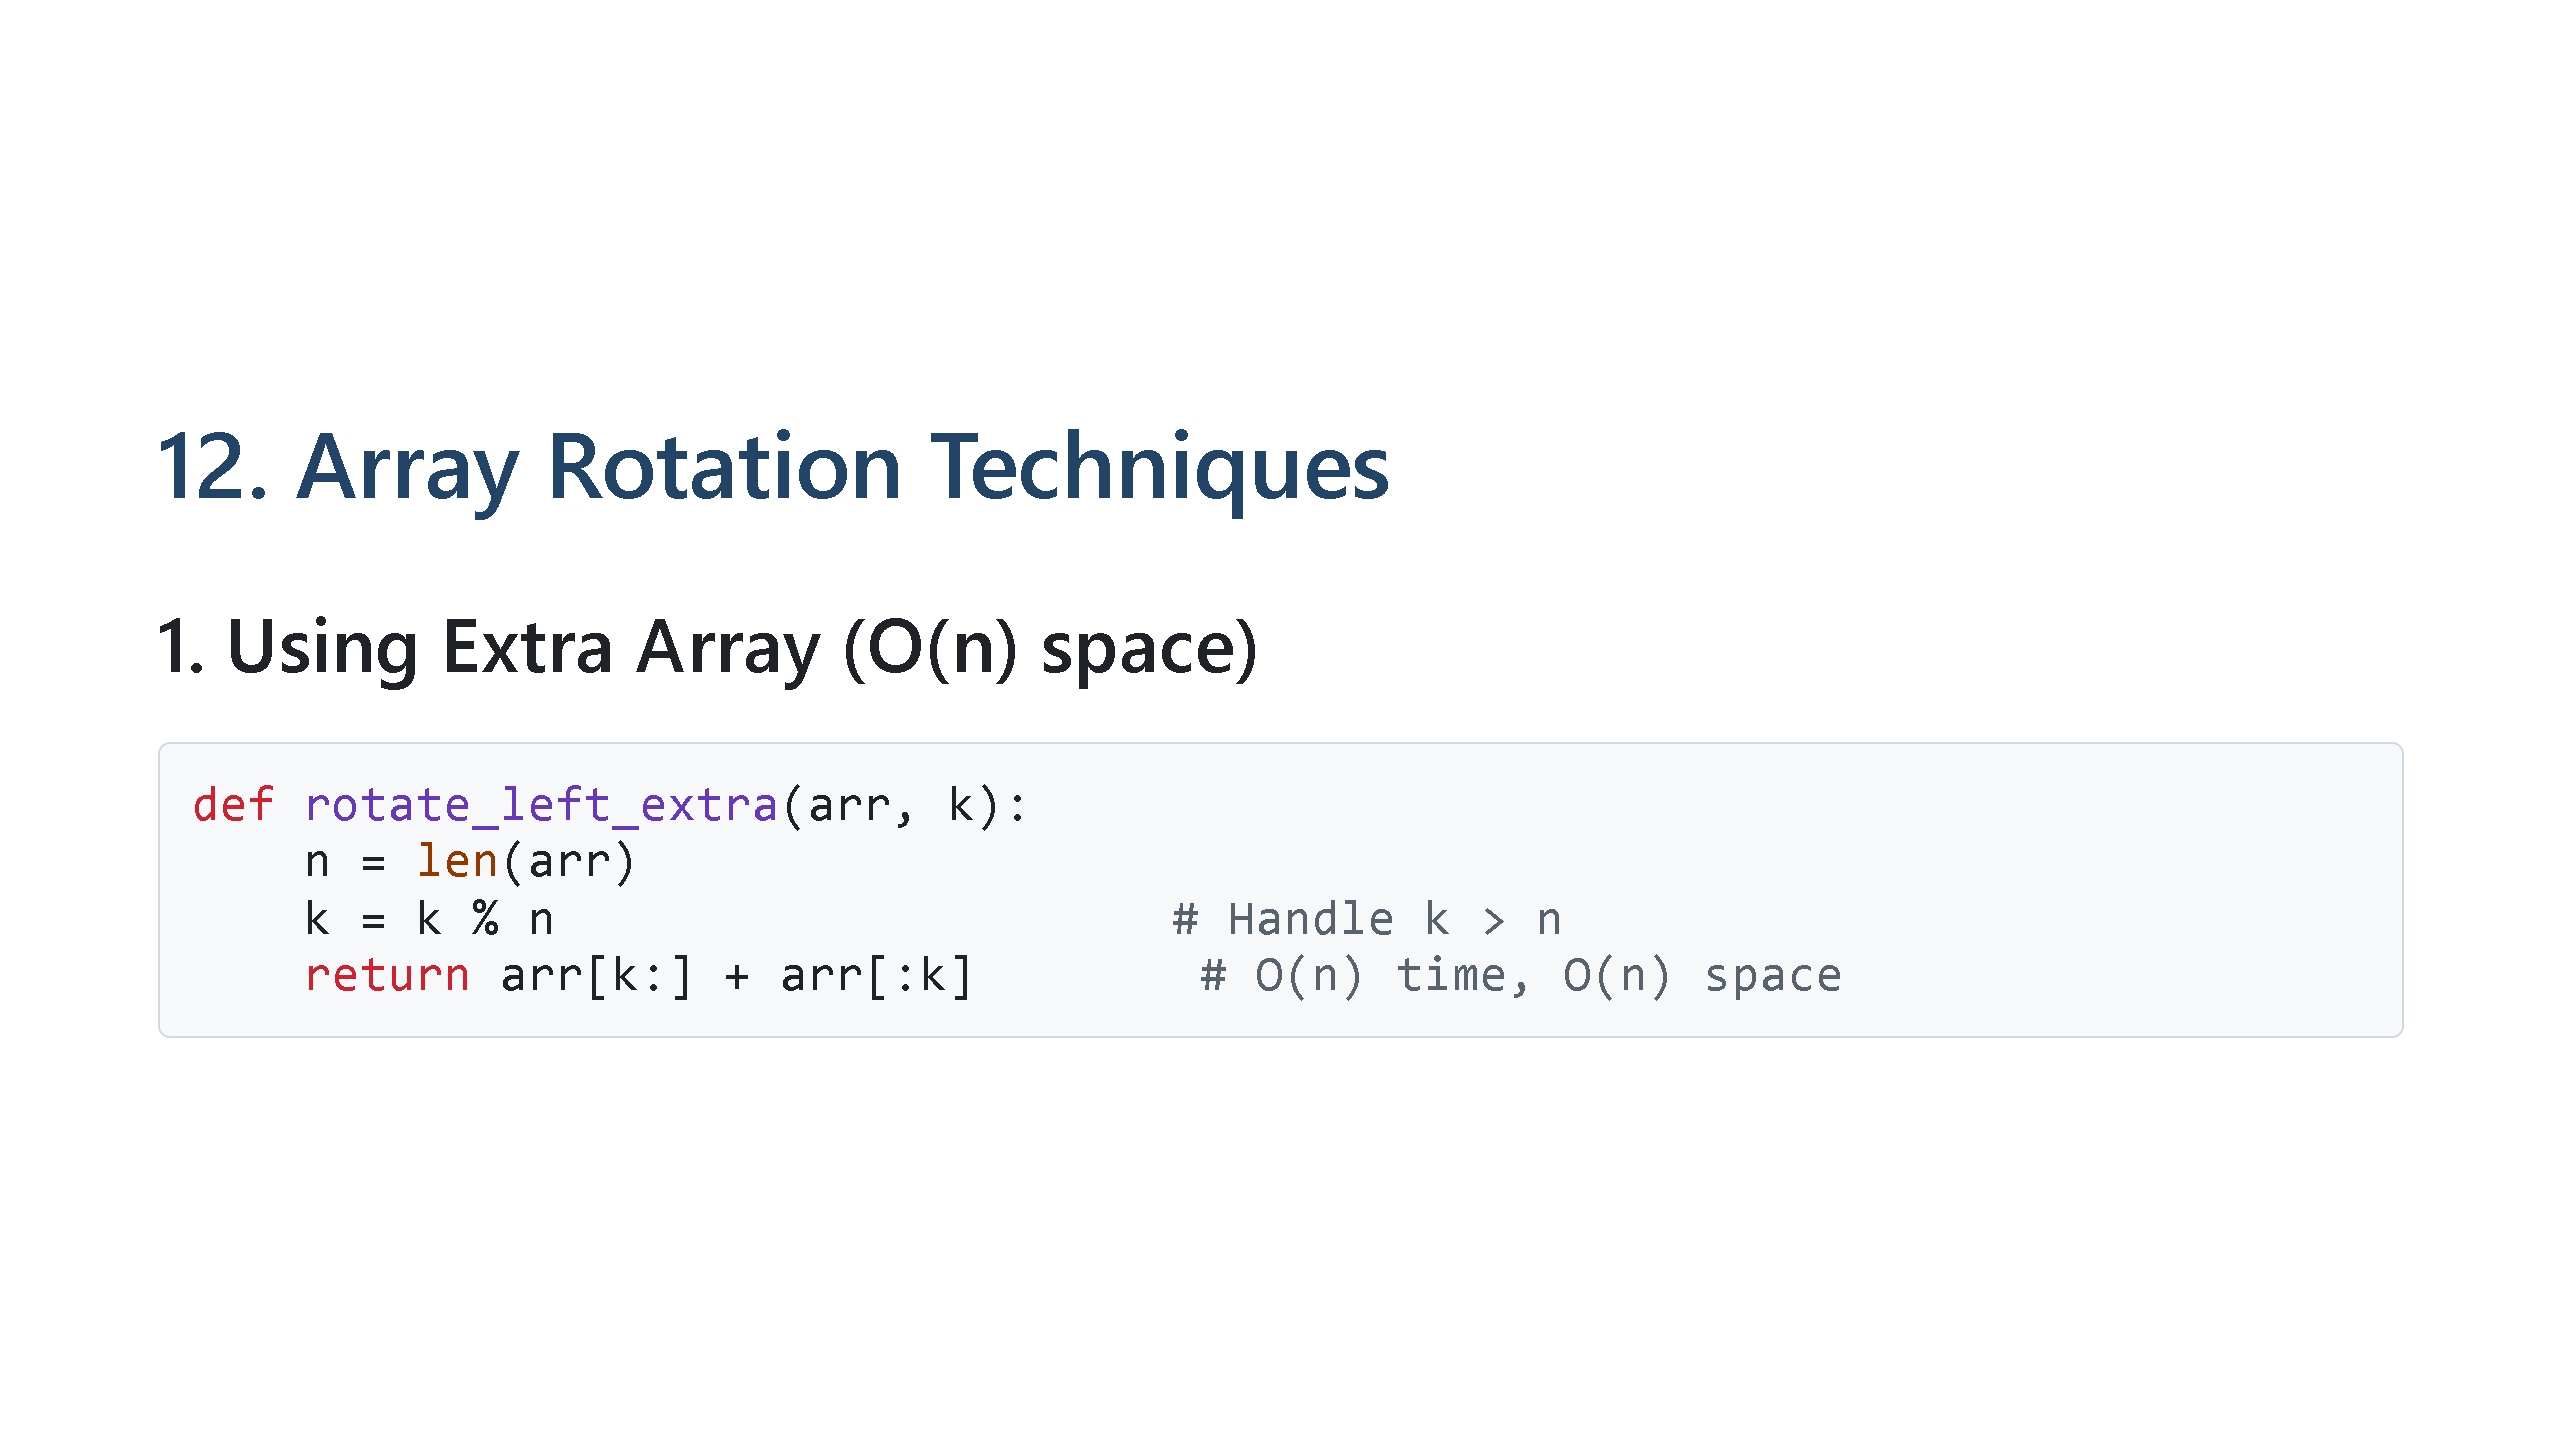 12. Array Rotation Techniques
1. Using Extra Array (O(n) space)
def rotate_left_extra(arr, k):
    n = len(arr)
    k = k % n                      # Handle k > n
    return arr[k:] + arr[:k]        # O(n) time, O(n) space